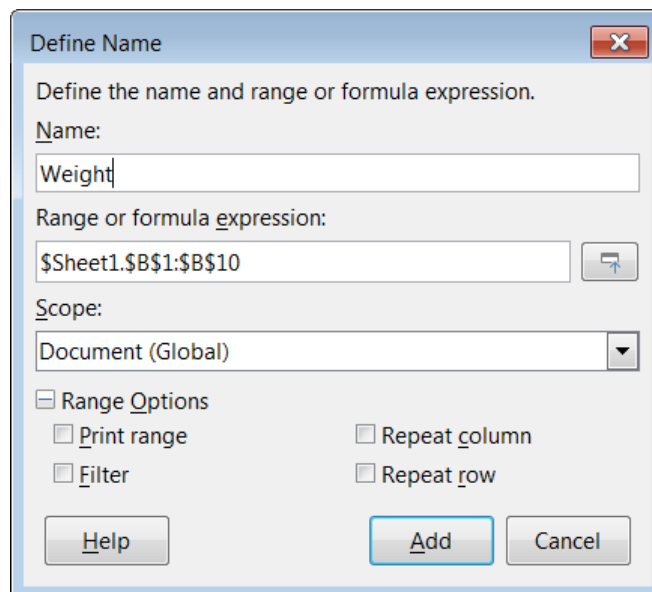 Define Name
Define the name and range or formula expression.
Name:
Weight
Range or formula expression:
$Sheet1.$B$1:$B$10
Scope:
Document (Global)
Range Options
Print range Repeat column
Filter Repeat row
Help Add Cancel